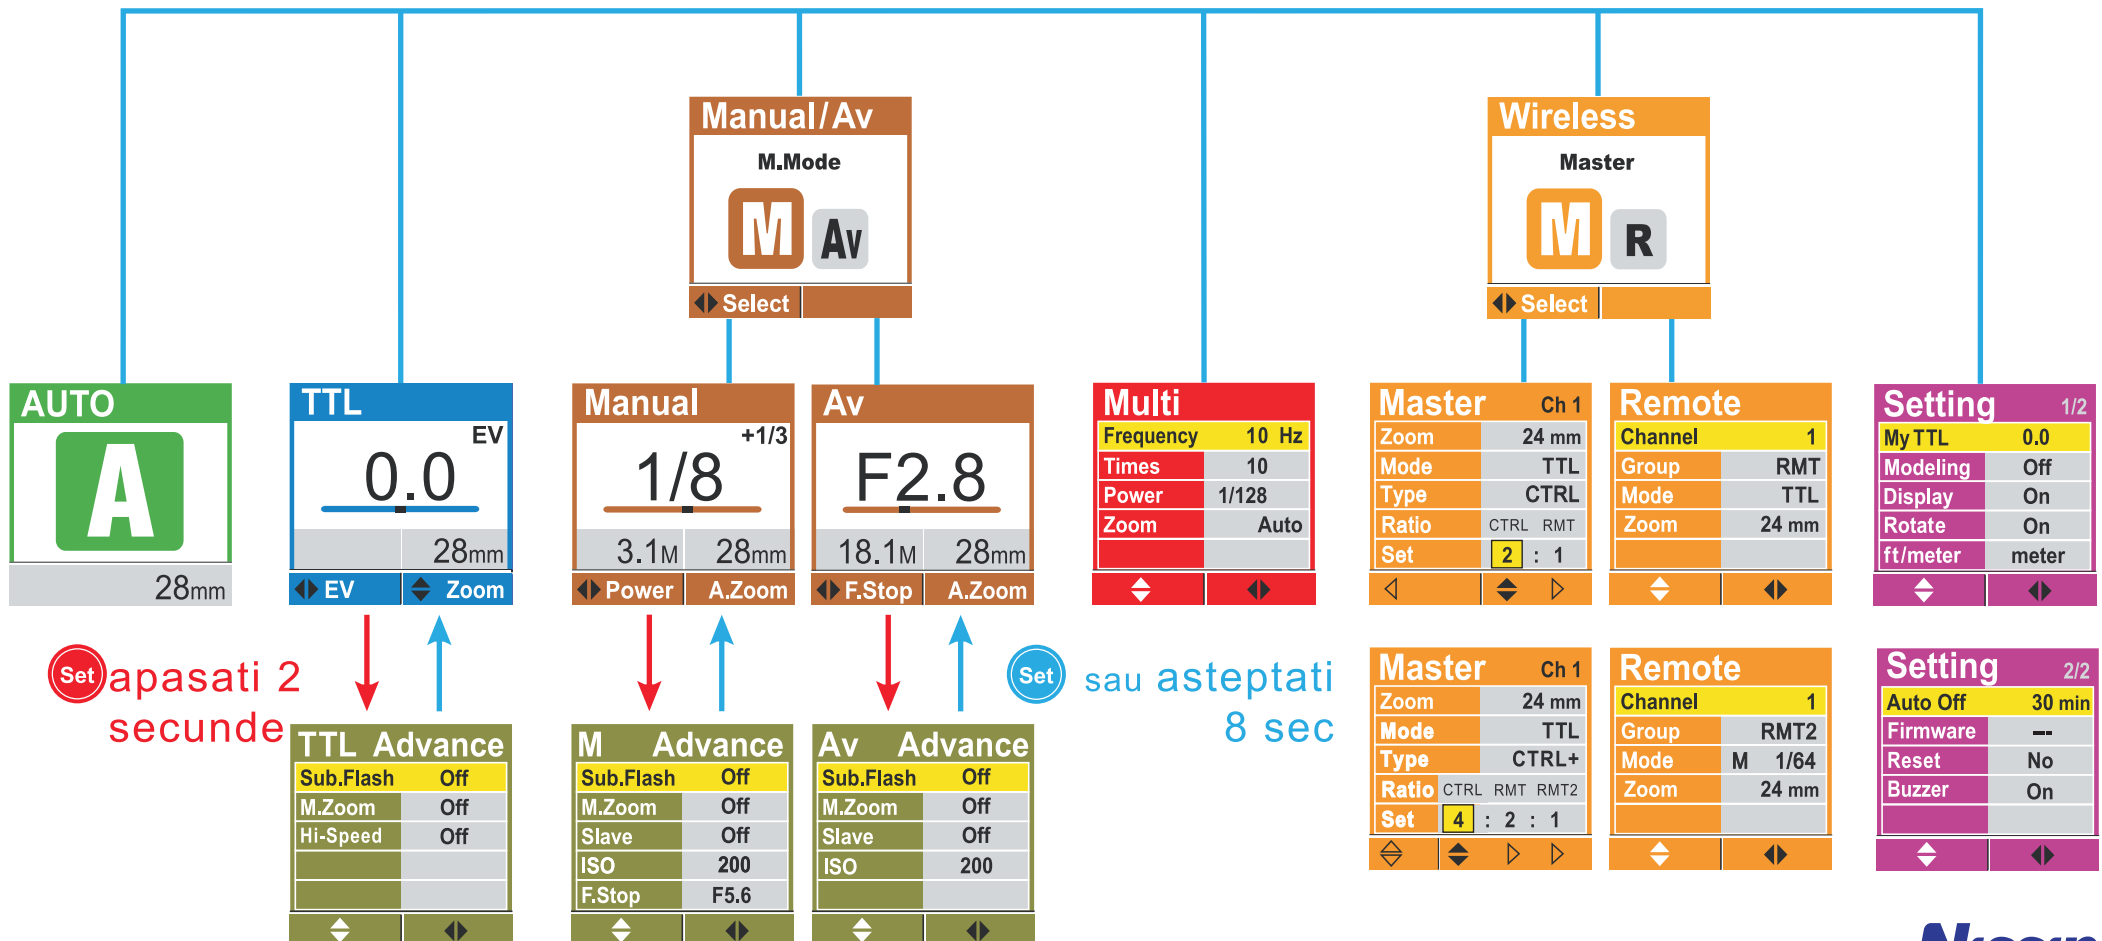 Manual/Av
M.Mode
M Av
Select
Wireless
Master
M R
Select
AUTO
A
28mm
TTL
EV
0.0
28mm
EV Zoom
Manual
+1/3
1/8
3.1M 28mm
Power A.Zoom
Av
F2.8
18.1M 28mm
F.Stop A.Zoom
Multi
Frequency 10 Hz
Times 10
Power 1/128
Zoom Auto
Master Ch 1
Zoom 24 mm
Mode TTL
Type CTRL
Ratio CTRL RMT
Set 2 : 1
Remote
Channel 1
Group RMT
Mode TTL
Zoom 24 mm
Setting 1/2
My TTL 0.0
Modeling Off
Display On
Rotate On
ft/meter meter
Set apasati 2
secunde
Set sau asteptati
8 sec
TTL Advance
Sub.Flash Off
M.Zoom Off
Hi-Speed Off
M Advance
Sub.Flash Off
M.Zoom Off
Slave Off
ISO 200
F.Stop F5.6
Av Advance
Sub.Flash Off
M.Zoom Off
Slave Off
ISO 200
Master Ch 1
Zoom 24 mm
Mode TTL
Type CTRL+
Ratio CTRL RMT RMT2
Set 4 : 2 : 1
Remote
Channel 1
Group RMT2
Mode M 1/64
Zoom 24 mm
Setting 2/2
Auto Off 30 min
Firmware ---
Reset No
Buzzer On